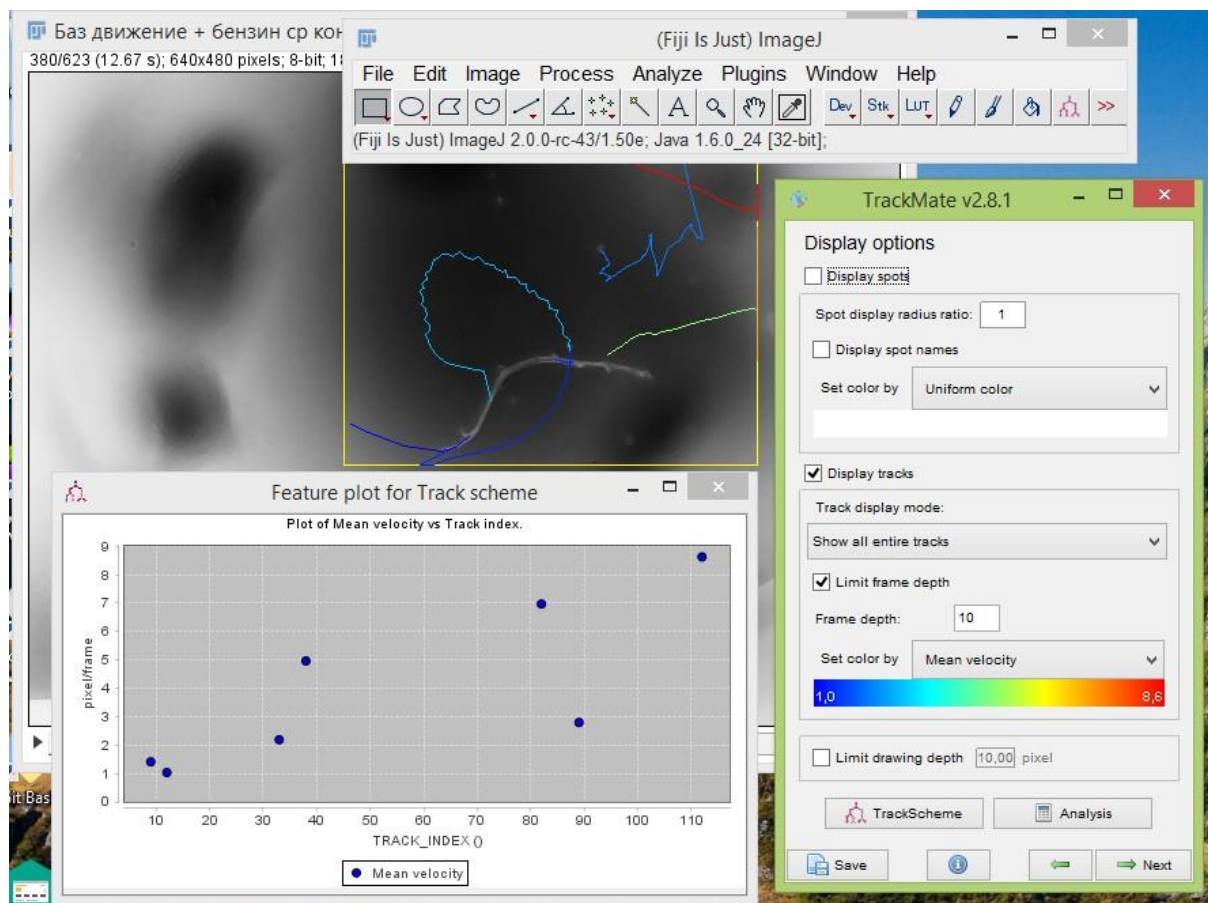 Баз движение + бензин ср кон
380/623 (12.67 s); 640x480 pixels; 8-bit; 18
(Fiji Is Just) ImageJ
File Edit Image Process Analyze Plugins Window Help
A Dev Stk LUT >>
(Fiji Is Just) ImageJ 2.0.0-rc-43/1.50e; Java 1.6.0_24 [32-bit];
TrackMate v2.8.1
Display options
Display spots
Spot display radius ratio: 1
Display spot names
Set color by Uniform color
Display tracks
Track display mode:
Show all entire tracks
Limit frame depth
Frame depth: 10
Set color by Mean velocity
1,0 8,6
Limit drawing depth 10,00 pixel
TrackScheme Analysis
Save Next
Feature plot for Track scheme
Plot of Mean velocity vs Track index.
9
8
7
6
5
4
3
2
1
0
pixel/frame
10 20 30 40 50 60 70 80 90 100 110
TRACK_INDEX ()
Mean velocity
it Bas